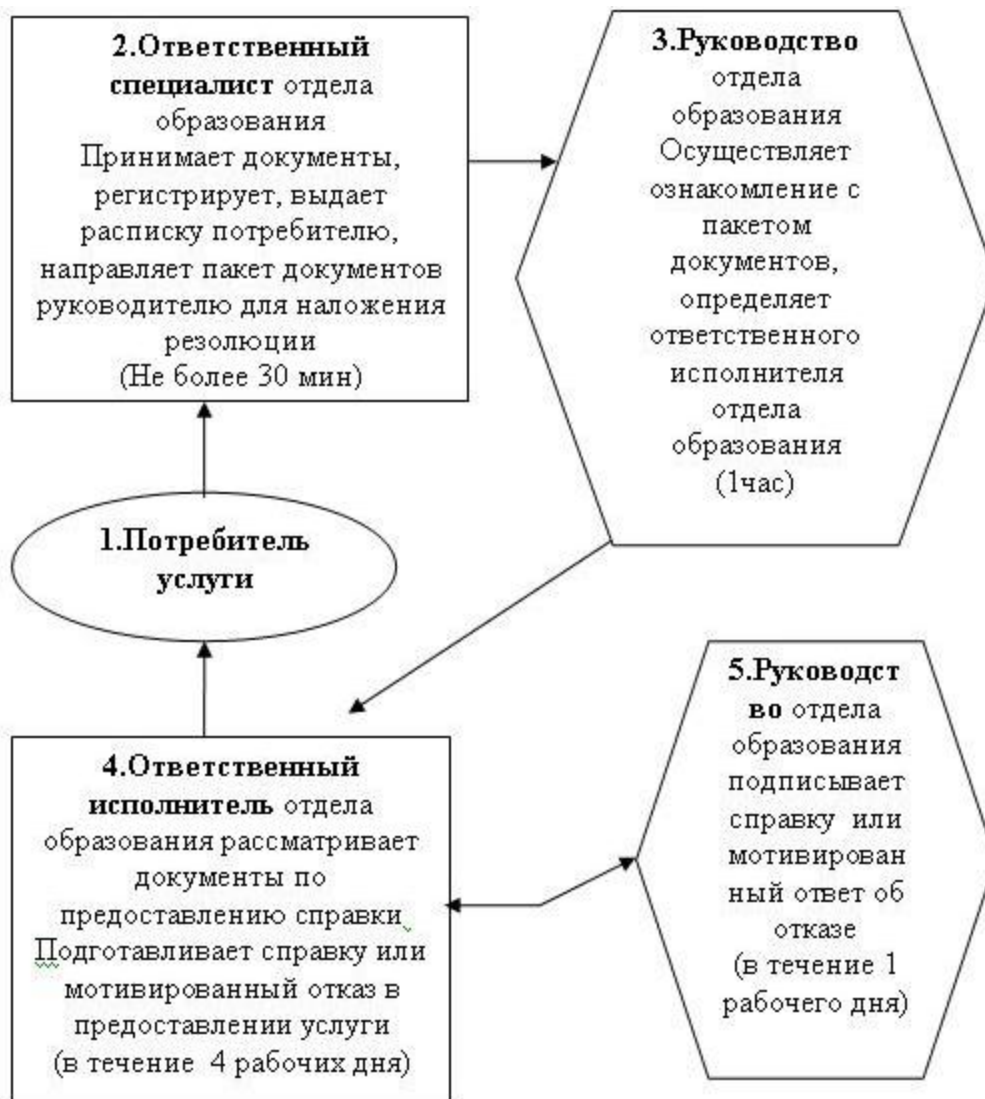 2.Ответственный
специалист отдела
образования
Принимает документы,
регистрирует, выдает
расписку потребителю,
направляет пакет документов
руководителю для наложения
резолюции
(Не более 30 мин)
3.Руководство
отдела
образования
Осуществляет
ознакомление с
пакетом
документов,
определяет
ответственного
исполнителя
отдела
образования
(1час)
1.Потребитель
услуги
4.Ответственный
исполнитель отдела
образования рассматривает
документы по
предоставлению справки
Подготавливает справку или
мотивированный отказ в
предоставлении услуги
(в течение 4 рабочих дня)
5.Руководст
во отдела
образования
подписывает
справку или
мотивирован
ный ответ об
отказе
(в течение 1
рабочего дня)